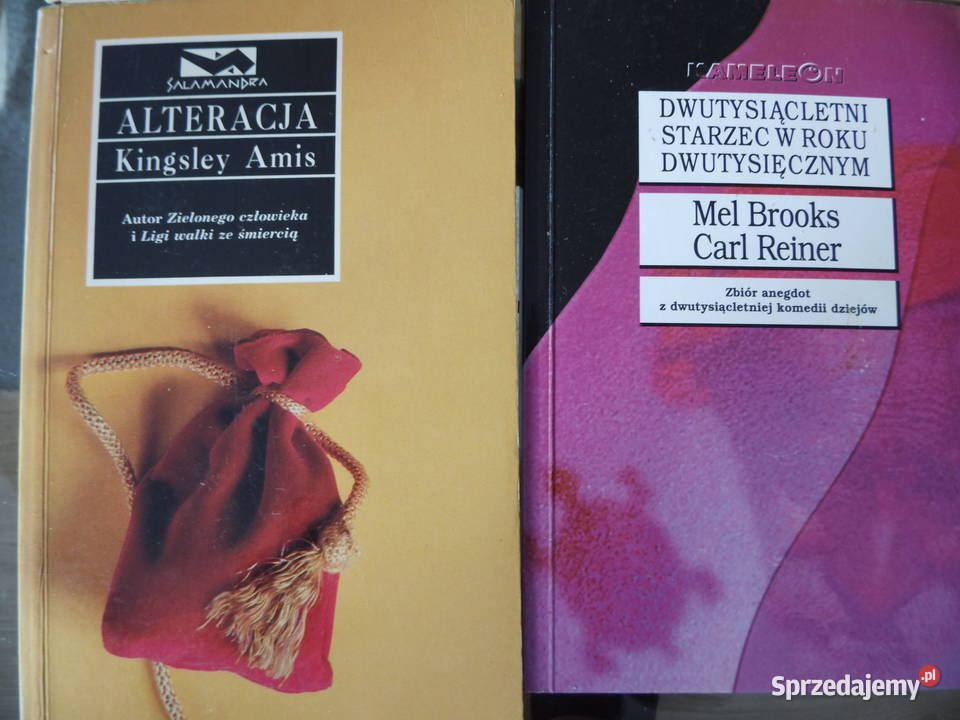 SALAMANDRA
ALTERACJA
Kingsley Amis
Autor Zielonego człowieka
i Ligi walki ze śmiercią
KAMELEON
DWUTYSIĄCLETNI
STARZEC W ROKU
DWUTYSIĘCZNYM
Mel Brooks
Carl Reiner
Zbiór anegdot
z dwutysiącletniej komedii dziejów
Sprzedajemy.pl